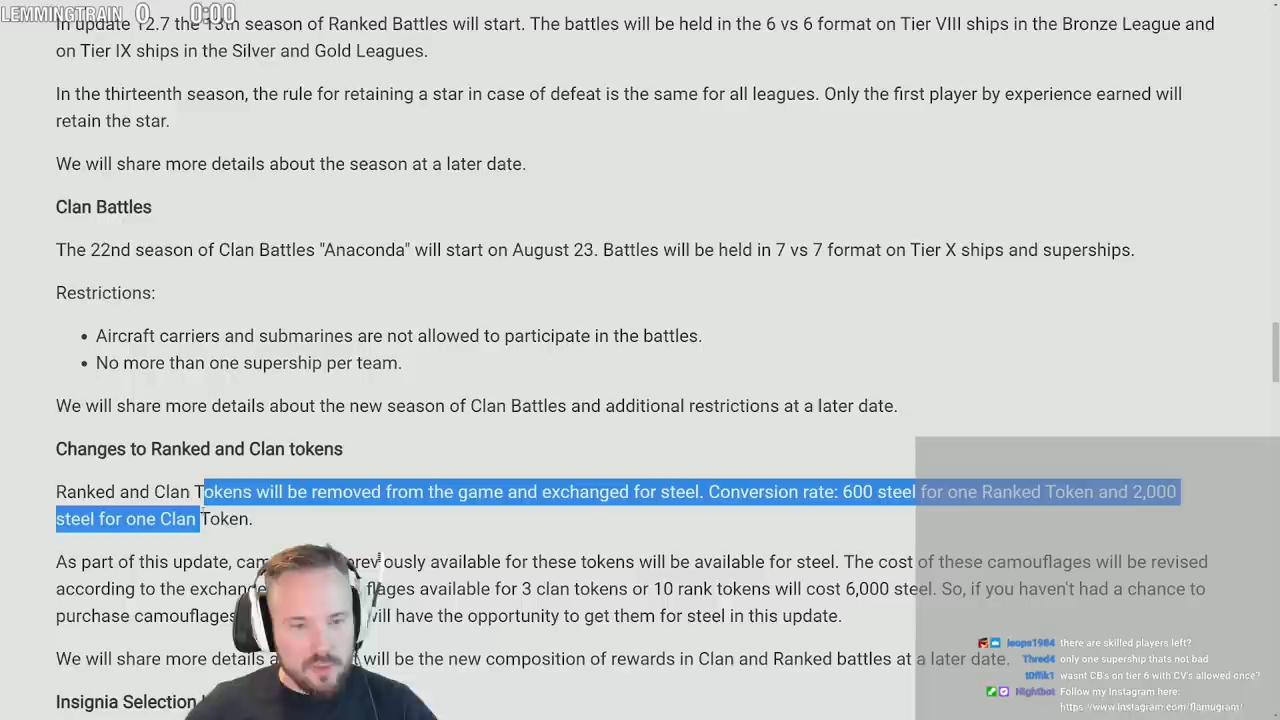 LEMMINGTRAIN 0 0:00
In update 12.7 the 13th season of Ranked Battles will start. The battles will be held in the 6 vs 6 format on Tier VIII ships in the Bronze League and
on Tier IX ships in the Silver and Gold Leagues.
In the thirteenth season, the rule for retaining a star in case of defeat is the same for all leagues. Only the first player by experience earned will
retain the star.
We will share more details about the season at a later date.
Clan Battles
The 22nd season of Clan Battles "Anaconda" will start on August 23. Battles will be held in 7 vs 7 format on Tier X ships and superships.
Restrictions:
• Aircraft carriers and submarines are not allowed to participate in the battles.
• No more than one supership per team.
We will share more details about the new season of Clan Battles and additional restrictions at a later date.
Changes to Ranked and Clan tokens
Ranked and Clan Tokens will be removed from the game and exchanged for steel. Conversion rate: 600 steel for one Ranked Token and 2,000
steel for one Clan Token.
As part of this update, previously available for these tokens will be available for steel. The cost of these camouflages will be revised
according to the available for 3 clan tokens or 10 rank tokens will cost 6,000 steel. So, if you haven't had a chance to
purchase camouflages will have the opportunity to get them for steel in this update.
We will share more details will be the new composition of rewards in Clan and Ranked battles at a later date.
Insignia Selection
leops1984 there are skilled players left?
Thred4 only one supership thats not bad
t0ffik1 wasnt CB's on tier 6 with CV's allowed once?
Nightbot Follow my Instagram here:
https://www.instagram.com/flamugram/